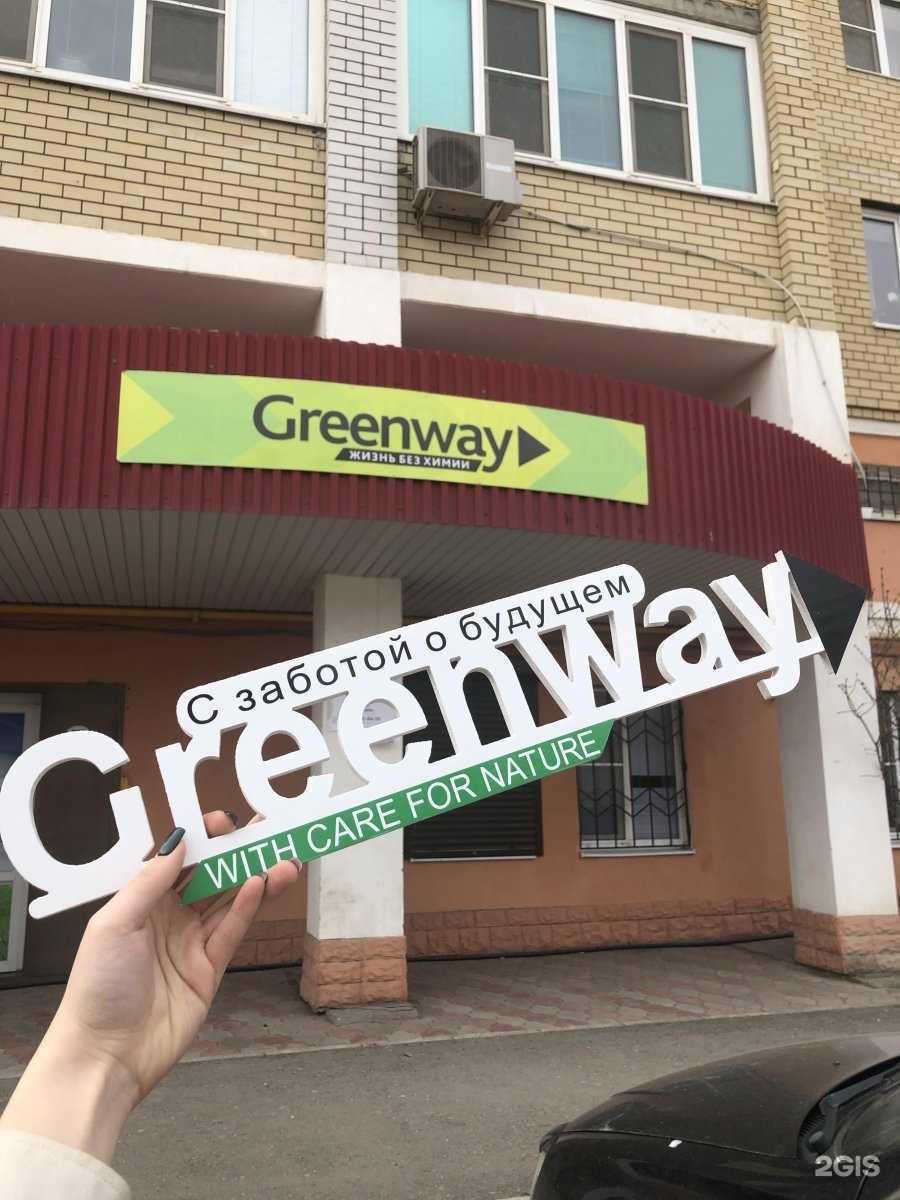 Greenway
ЖИЗНЬ БЕЗ ХИМИИ
С заботой о будущем
Greenway
WITH CARE FOR NATURE
2GIS